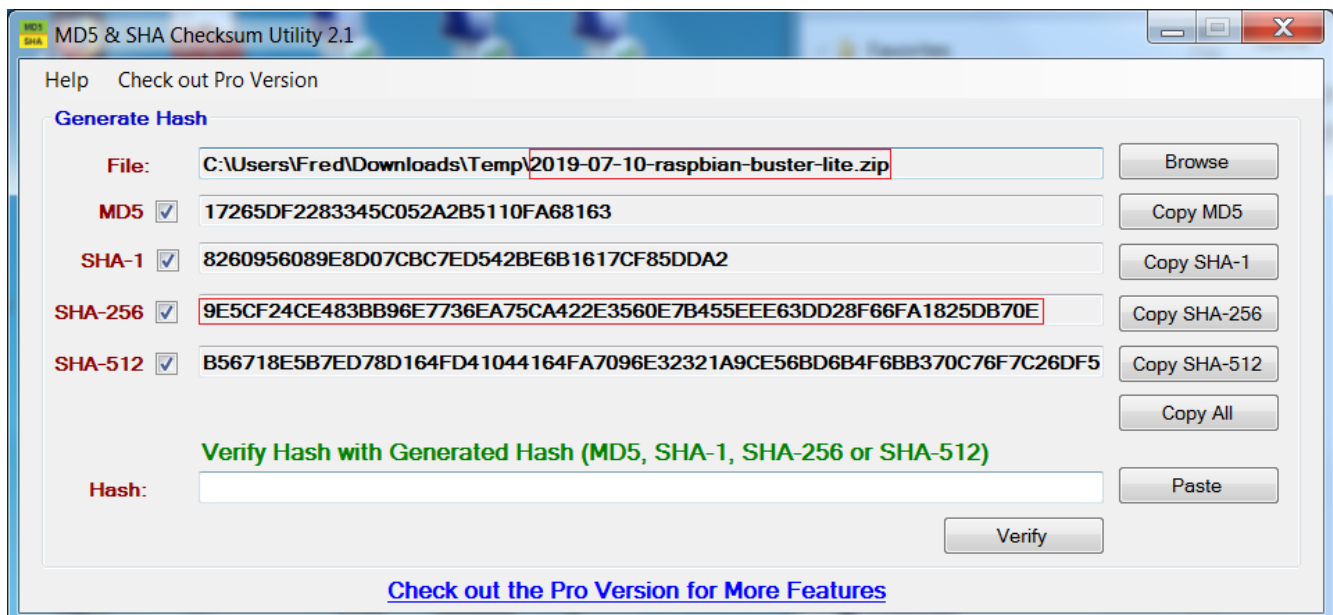 MD5 SHA MD5 & SHA Checksum Utility 2.1
Favorites
Help Check out Pro Version
Generate Hash
File: C:\Users\Fred\Downloads\Temp\2019-07-10-raspbian-buster-lite.zip Browse
MD5 17265DF2283345C052A2B5110FA68163 Copy MD5
SHA-1 8260956089E8D07CBC7ED542BE6B1617CF85DDA2 Copy SHA-1
SHA-256 9E5CF24CE483BB96E7736EA75CA422E3560E7B455EEE63DD28F66FA1825DB70E Copy SHA-256
SHA-512 B56718E5B7ED78D164FD41044164FA7096E32321A9CE56BD6B4F6BB370C76F7C26DF5 Copy SHA-512
Copy All
Verify Hash with Generated Hash (MD5, SHA-1, SHA-256 or SHA-512)
Hash: Paste
Verify
Check out the Pro Version for More Features